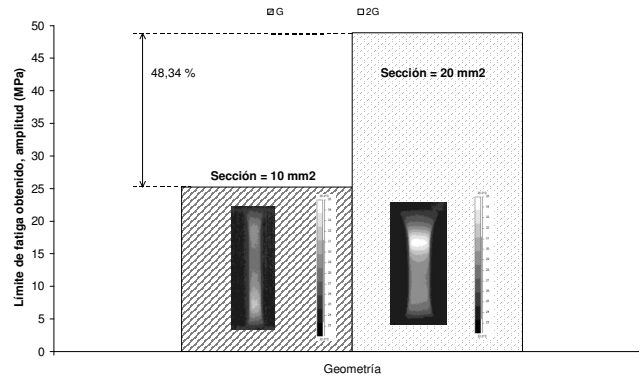 G 2G
50
45
40
35
30
25
20
15
10
5
0
Límite de fatiga obtenido, amplitud (MPa)
48,34 %
Sección = 20 mm2
Sección = 10 mm2
Geometría